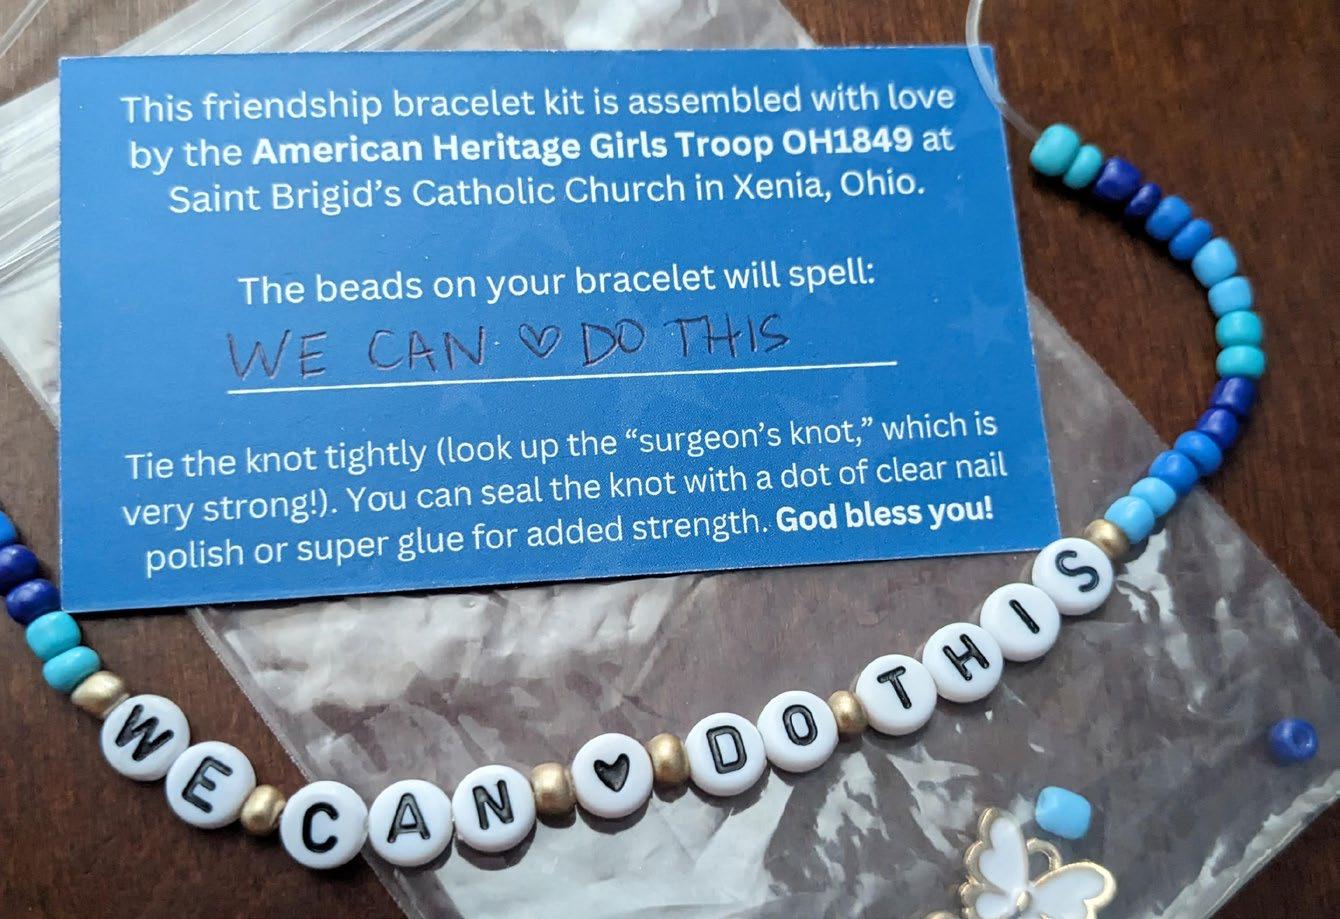 This friendship bracelet kit is assembled with love
by the American Heritage Girls Troop OH1849 at
Saint Brigid’s Catholic Church in Xenia, Ohio.
The beads on your bracelet will spell:
WE CAN ♡ DO THIS
Tie the knot tightly (look up the “surgeon’s knot,” which is
very strong!). You can seal the knot with a dot of clear nail
polish or super glue for added strength. God bless you!
WE CAN ♥ DO THIS